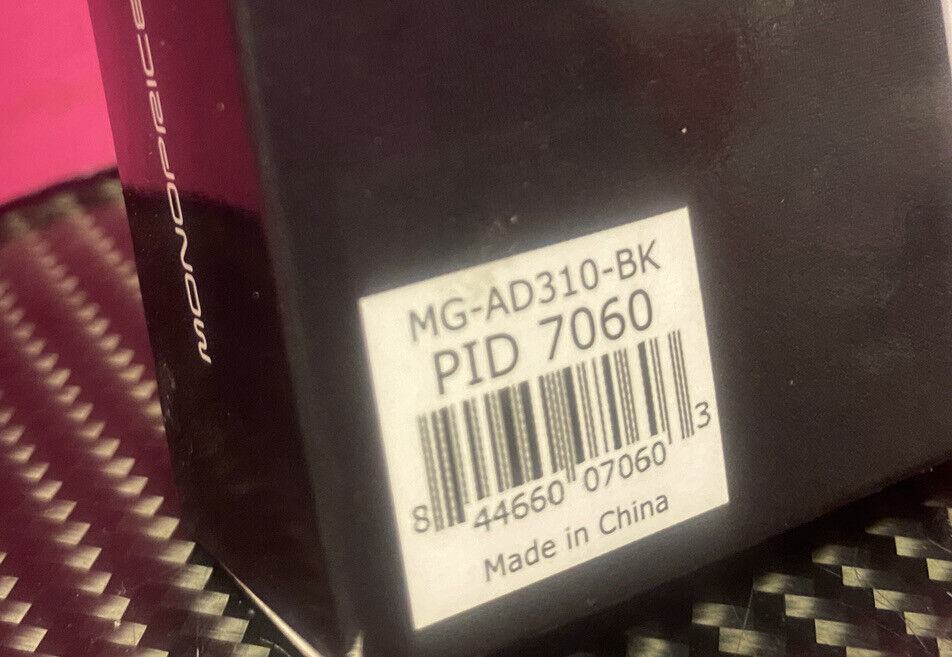 MONOPRICE
MG-AD310-BK
PID 7060
8 44660 07060 3
Made in China